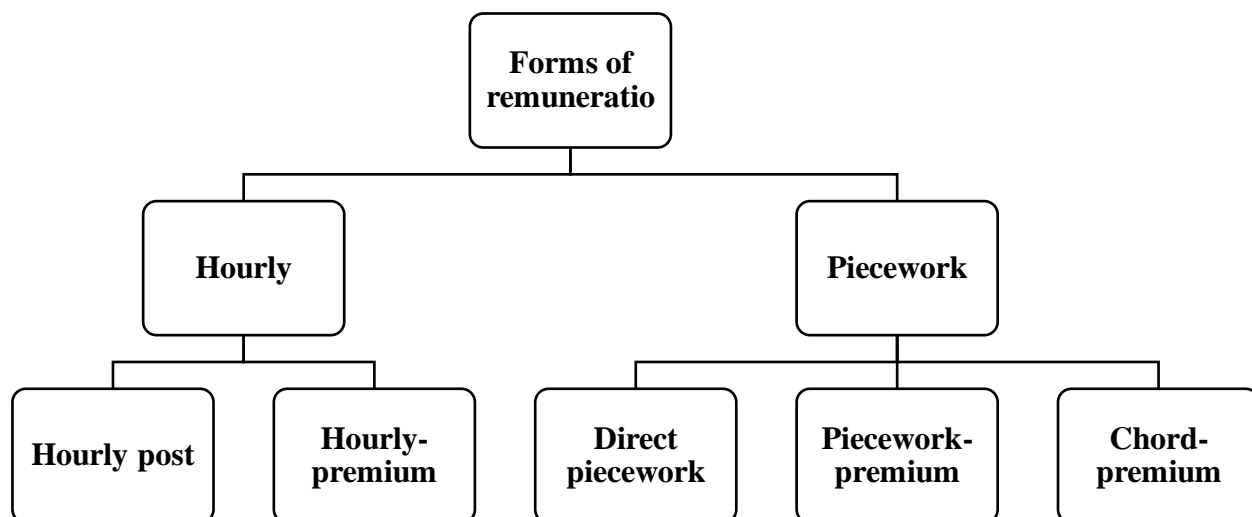 Forms of
remuneratio
Hourly
Piecework
Hourly post
Hourly-
premium
Direct
piecework
Piecework-
premium
Chord-
premium